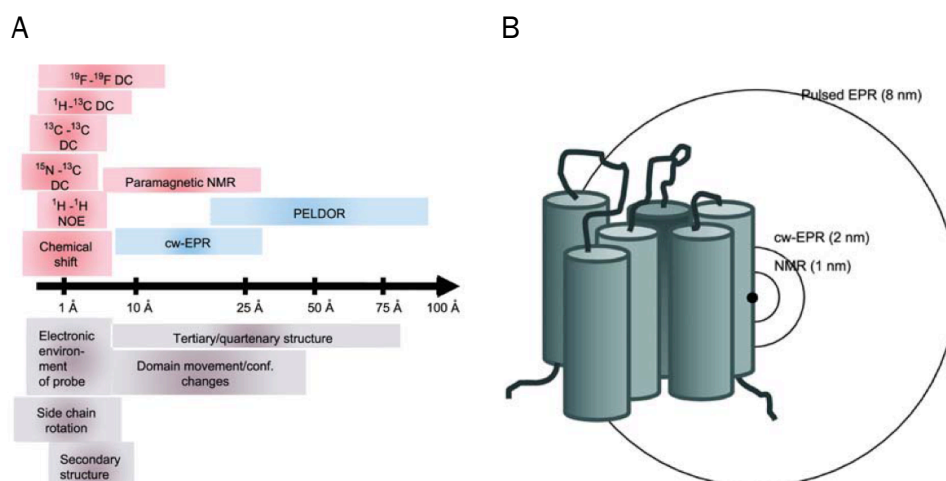 A
B
¹⁹F-¹⁹F DC
¹H-¹³C DC
¹³C-¹³C
DC
¹⁵N-¹³C
DC
Paramagnetic NMR
¹H-¹H
NOE
PELDOR
Chemical
shift
cw-EPR
1 Å
10 Å
25 Å
50 Å
75 Å
100 Å
Electronic
environ-
ment
of probe
Tertiary/quartenary structure
Domain movement/conf.
changes
Side chain
rotation
Secondary
structure
Pulsed EPR (8 nm)
cw-EPR (2 nm)
NMR (1 nm)